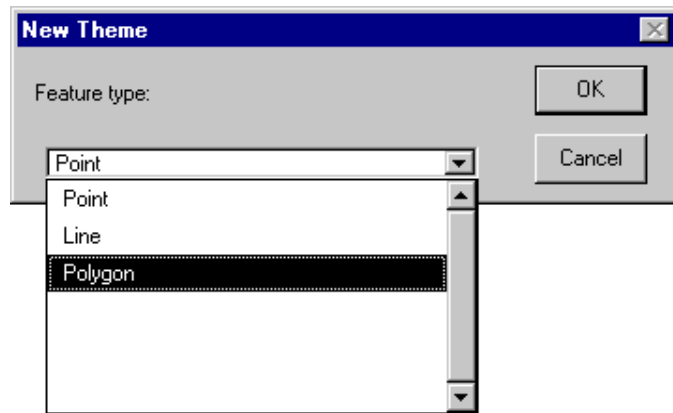 New Theme
Feature type:
OK
Point
Cancel
Point
Line
Polygon